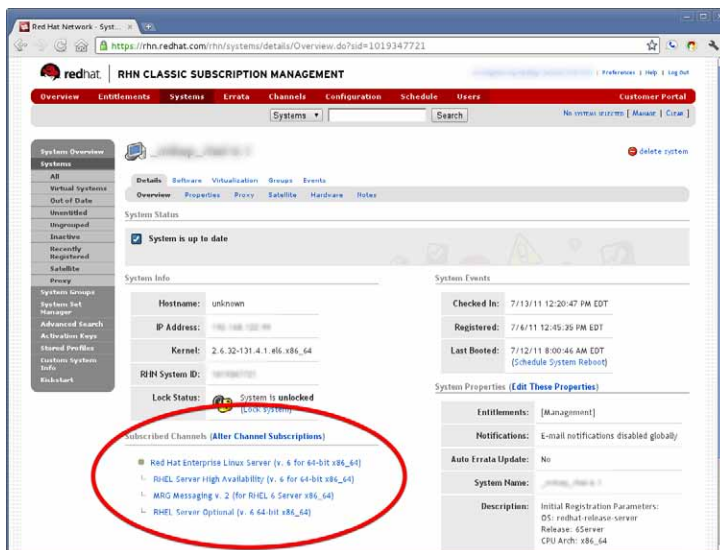 Red Hat Network - Syst...
https://rhn.redhat.com/rhn/systems/details/Overview.do?sid=1019347721
redhat. RHN CLASSIC SUBSCRIPTION MANAGEMENT
| Preferences | Help | Log Out
Overview Entitlements Systems Errata Channels Configuration Schedule Users Customer Portal
Systems Search No systems selected [ Manage | Clear ]
System Overview
Systems
All
Virtual Systems
Out of Date
Unentitled
Ungrouped
Inactive
Recently
Registered
Satellite
Proxy
System Groups
System Set
Manager
Advanced Search
Activation Keys
Stored Profiles
Custom System
Info
Kickstart
delete system
Details Software Virtualization Groups Events
Overview Properties Proxy Satellite Hardware Notes
System Status
System is up to date
System Info
Hostname: unknown
IP Address:
Kernel: 2.6.32-131.4.1.el6.x86_64
RHN System ID:
Lock Status: System is unlocked
(Lock system)
Subscribed Channels (Alter Channel Subscriptions)
Red Hat Enterprise Linux Server (v. 6 for 64-bit x86_64)
RHEL Server High Availability (v. 6 for 64-bit x86_64)
MRG Messaging v. 2 (for RHEL 6 Server x86_64)
RHEL Server Optional (v. 6 64-bit x86_64)
System Events
Checked In: 7/13/11 12:20:47 PM EDT
Registered: 7/6/11 12:45:35 PM EDT
Last Booted: 7/12/11 8:00:46 AM EDT
(Schedule System Reboot)
System Properties (Edit These Properties)
Entitlements: [Management]
Notifications: E-mail notifications disabled globally
Auto Errata Update: No
System Name:
Description: Initial Registration Parameters:
OS: redhat-release-server
Release: 6Server
CPU Arch: x86_64